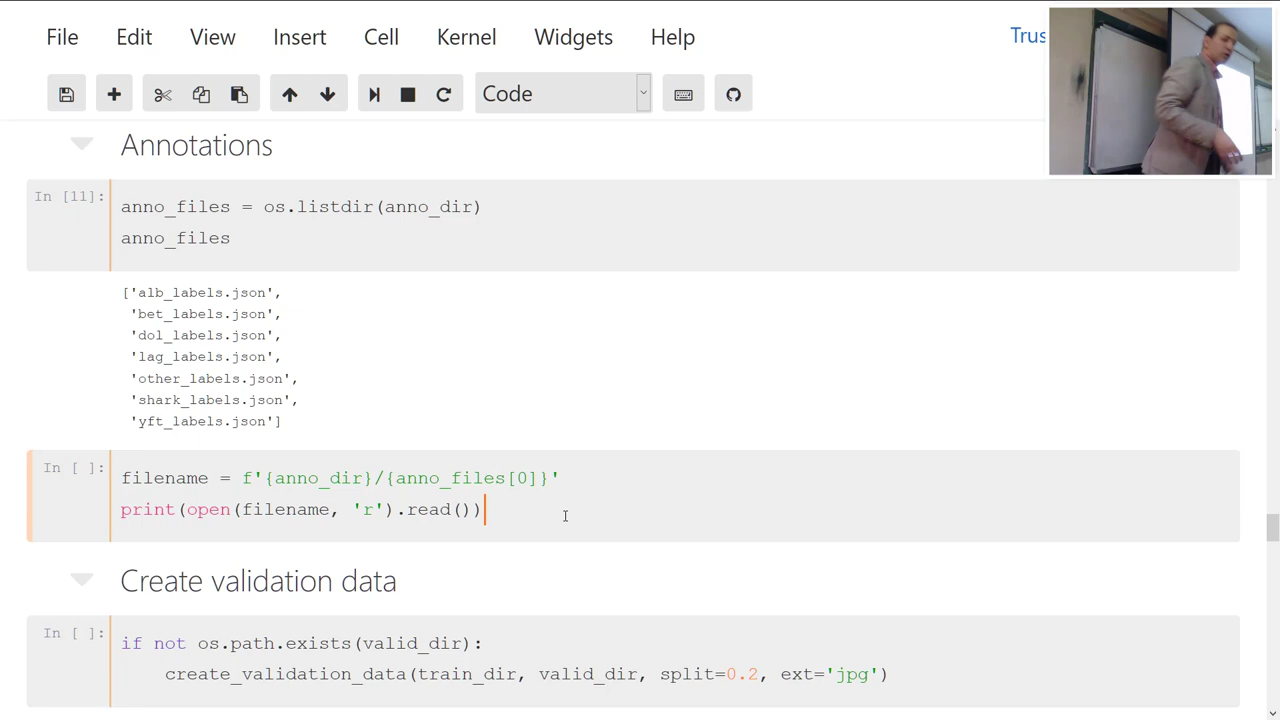 File Edit View Insert Cell Kernel Widgets Help Trus
Code
Annotations
In [11]:
anno_files = os.listdir(anno_dir)
anno_files
['alb_labels.json',
'bet_labels.json',
'dol_labels.json',
'lag_labels.json',
'other_labels.json',
'shark_labels.json',
'yft_labels.json']
In [ ]:
filename = f'{anno_dir}/{anno_files[0]}'
print(open(filename, 'r').read())
Create validation data
In [ ]:
if not os.path.exists(valid_dir):
create_validation_data(train_dir, valid_dir, split=0.2, ext='jpg')